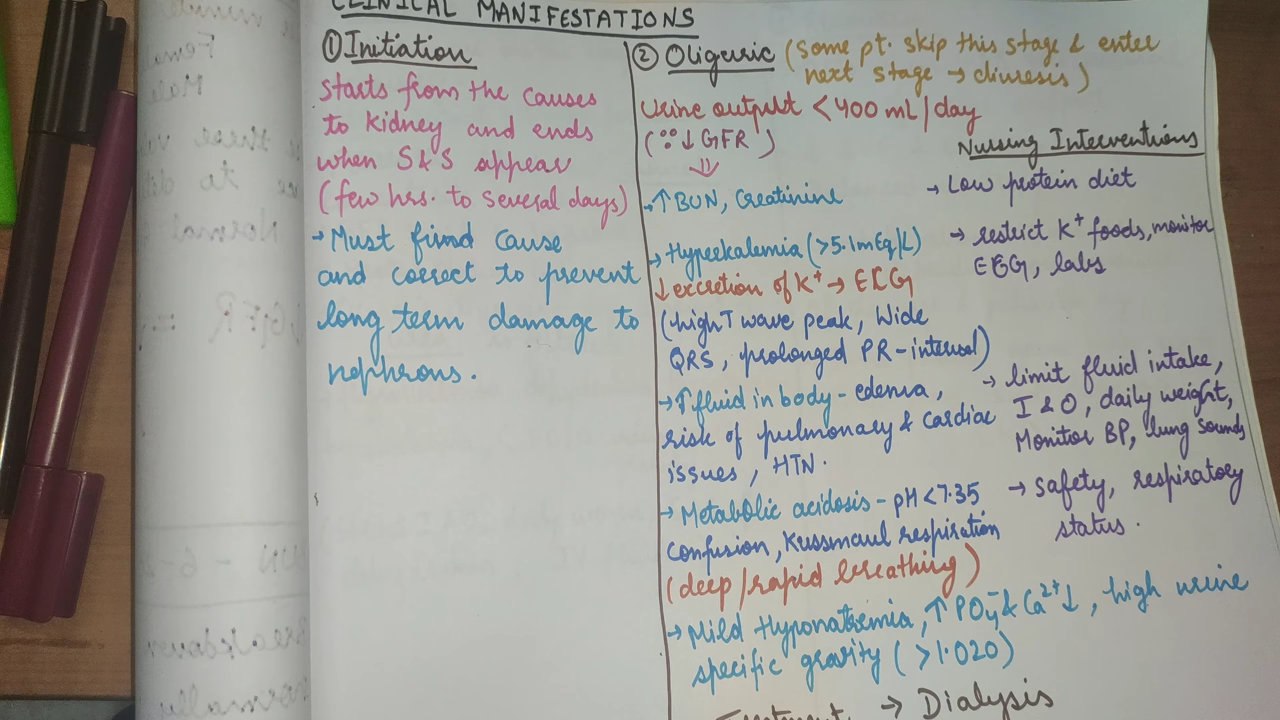 CLINICAL MANIFESTATIONS
① Initiation
starts from the causes
to kidney and ends
when S&S appear
(few hrs. to several days)
→ Must find cause
and correct to prevent
long term damage to
nephrons.
② Oliguric (some pt. skip this stage & enter
next stage → diuresis)
Urine output < 400 mL/day
(∵ ↓ GFR)
⇓
→ ↑ BUN, Creatinine
→ Hyperkalemia (>5.1mEq/L)
↓ excretion of K⁺ → ECG
(high T wave peak, Wide
QRS, prolonged PR-interval)
→ ↑ fluid in body - edema,
risk of pulmonary & cardiac
issues, HTN.
→ Metabolic acidosis - pH < 7.35
confusion, Kussmaul respiration
(deep/rapid breathing)
→ Mild Hyponatremia, ↑ PO₄⁻ & Ca²⁺ ↓, high urine
specific gravity (>1.020)
Treatment → Dialysis
Nursing Interventions
→ Low protein diet
→ restrict K⁺ foods, monitor
ECG, labs
→ limit fluid intake,
I & O, daily weight,
Monitor BP, lung sounds
→ safety, respiratory
status.